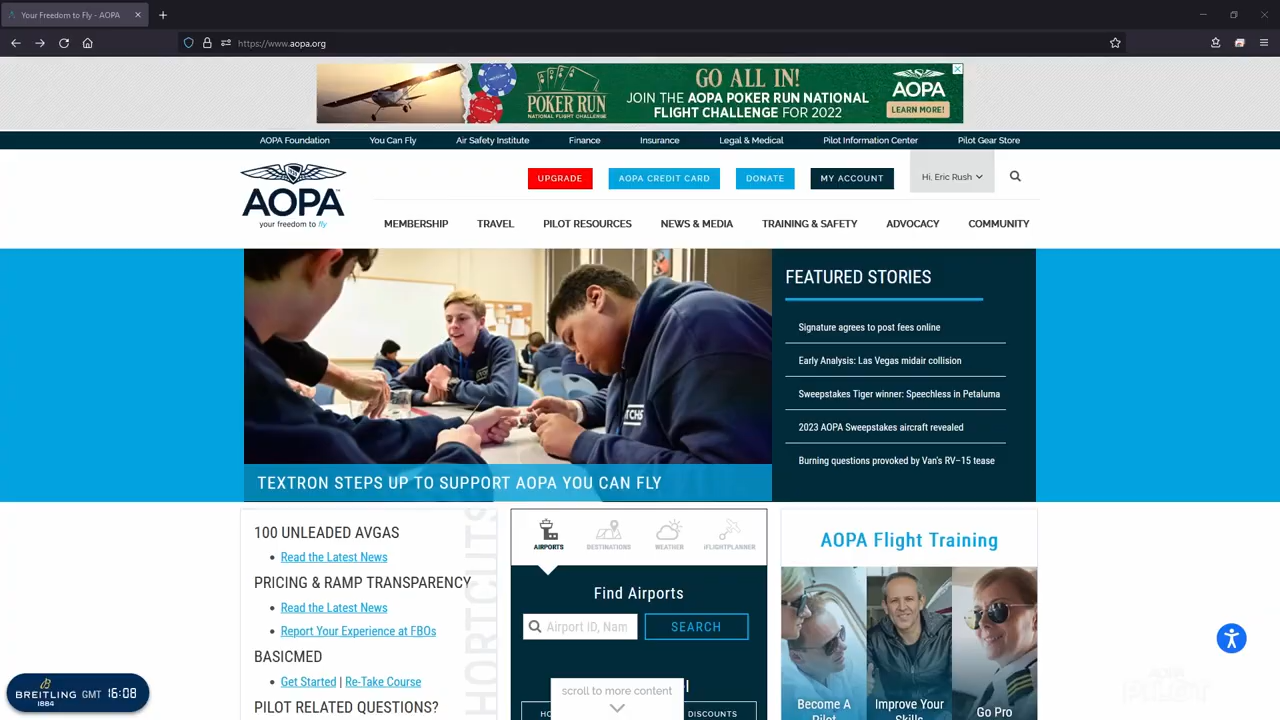 Your Freedom to Fly - AOPA
https://www.aopa.org
POKER RUN
NATIONAL FLIGHT CHALLENGE
GO ALL IN!
JOIN THE AOPA POKER RUN NATIONAL
FLIGHT CHALLENGE FOR 2022
AOPA
LEARN MORE!
AOPA Foundation
You Can Fly
Air Safety Institute
Finance
Insurance
Legal & Medical
Pilot Information Center
Pilot Gear Store
AOPA
your freedom to fly
UPGRADE
AOPA CREDIT CARD
DONATE
MY ACCOUNT
Hi, Eric Rush
MEMBERSHIP
TRAVEL
PILOT RESOURCES
NEWS & MEDIA
TRAINING & SAFETY
ADVOCACY
COMMUNITY
TEXTRON STEPS UP TO SUPPORT AOPA YOU CAN FLY
FEATURED STORIES
Signature agrees to post fees online
Early Analysis: Las Vegas midair collision
Sweepstakes Tiger winner: Speechless in Petaluma
2023 AOPA Sweepstakes aircraft revealed
Burning questions provoked by Van's RV–15 tease
100 UNLEADED AVGAS
Read the Latest News
PRICING & RAMP TRANSPARENCY
Read the Latest News
Report Your Experience at FBOs
BASICMED
Get Started | Re-Take Course
PILOT RELATED QUESTIONS?
AIRPORTS
DESTINATIONS
WEATHER
iFLIGHTPLANNER
Find Airports
Airport ID, Nam
SEARCH
scroll to more content
DISCOUNTS
AOPA Flight Training
Become A
Pilot
Improve Your
Skills
Go Pro
BREITLING
1884
GMT 16:08